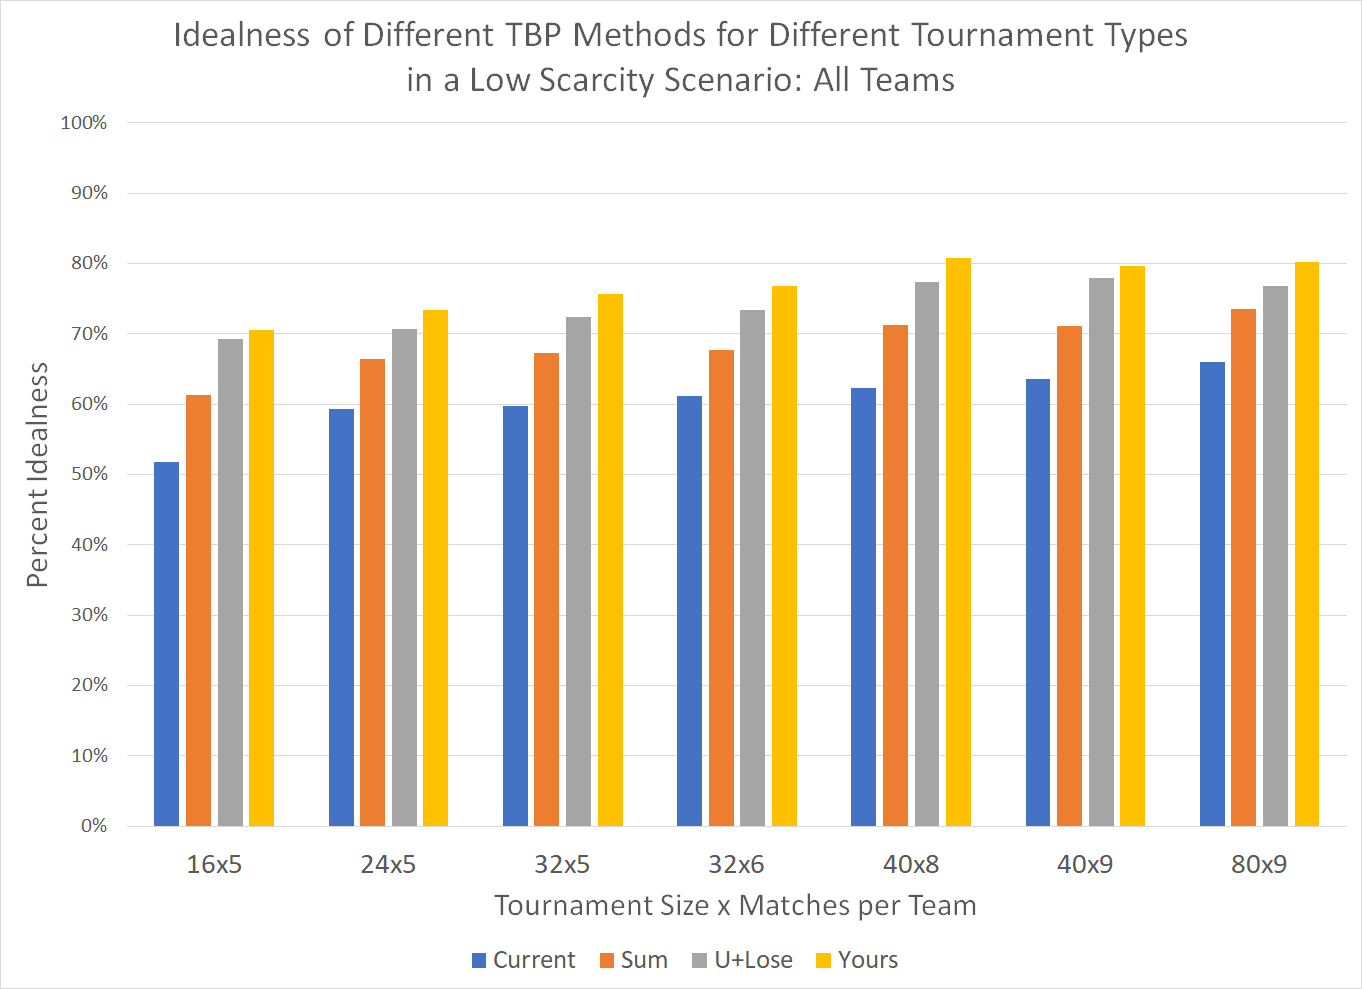 Idealness of Different TBP Methods for Different Tournament Types
in a Low Scarcity Scenario: All Teams
100%
90%
80%
70%
60%
50%
40%
30%
20%
10%
0%
Percent Idealness
16x5 24x5 32x5 32x6 40x8 40x9 80x9
Tournament Size x Matches per Team
Current Sum U+Lose Yours